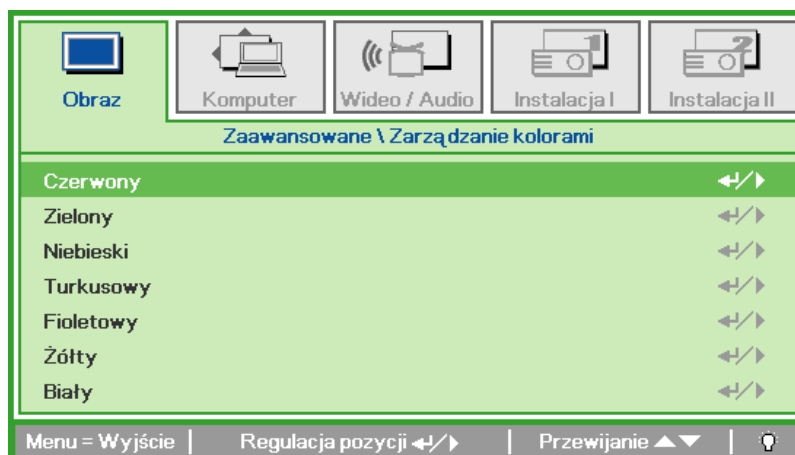 Obraz Komputer Wideo / Audio Instalacja I Instalacja II
Zaawansowane \ Zarządzanie kolorami
Czerwony
Zielony
Niebieski
Turkusowy
Fioletowy
Żółty
Biały
Menu = Wyjście | Regulacja pozycji ↵/▶ | Przewijanie ▲▼ |